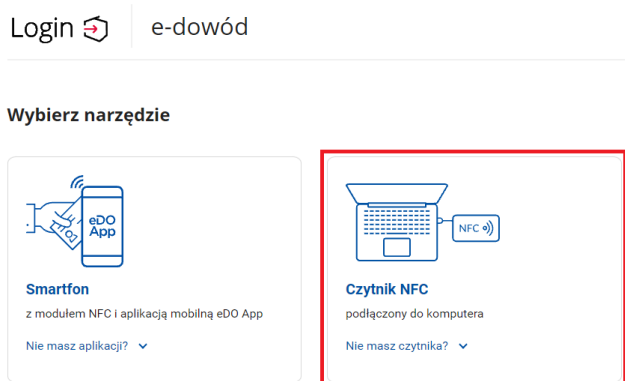 Login
e-dowód
Wybierz narzędzie
eDO
App
Smartfon
z modułem NFC i aplikacją mobilną eDO App
Nie masz aplikacji?
NFC
Czytnik NFC
podłączony do komputera
Nie masz czytnika?